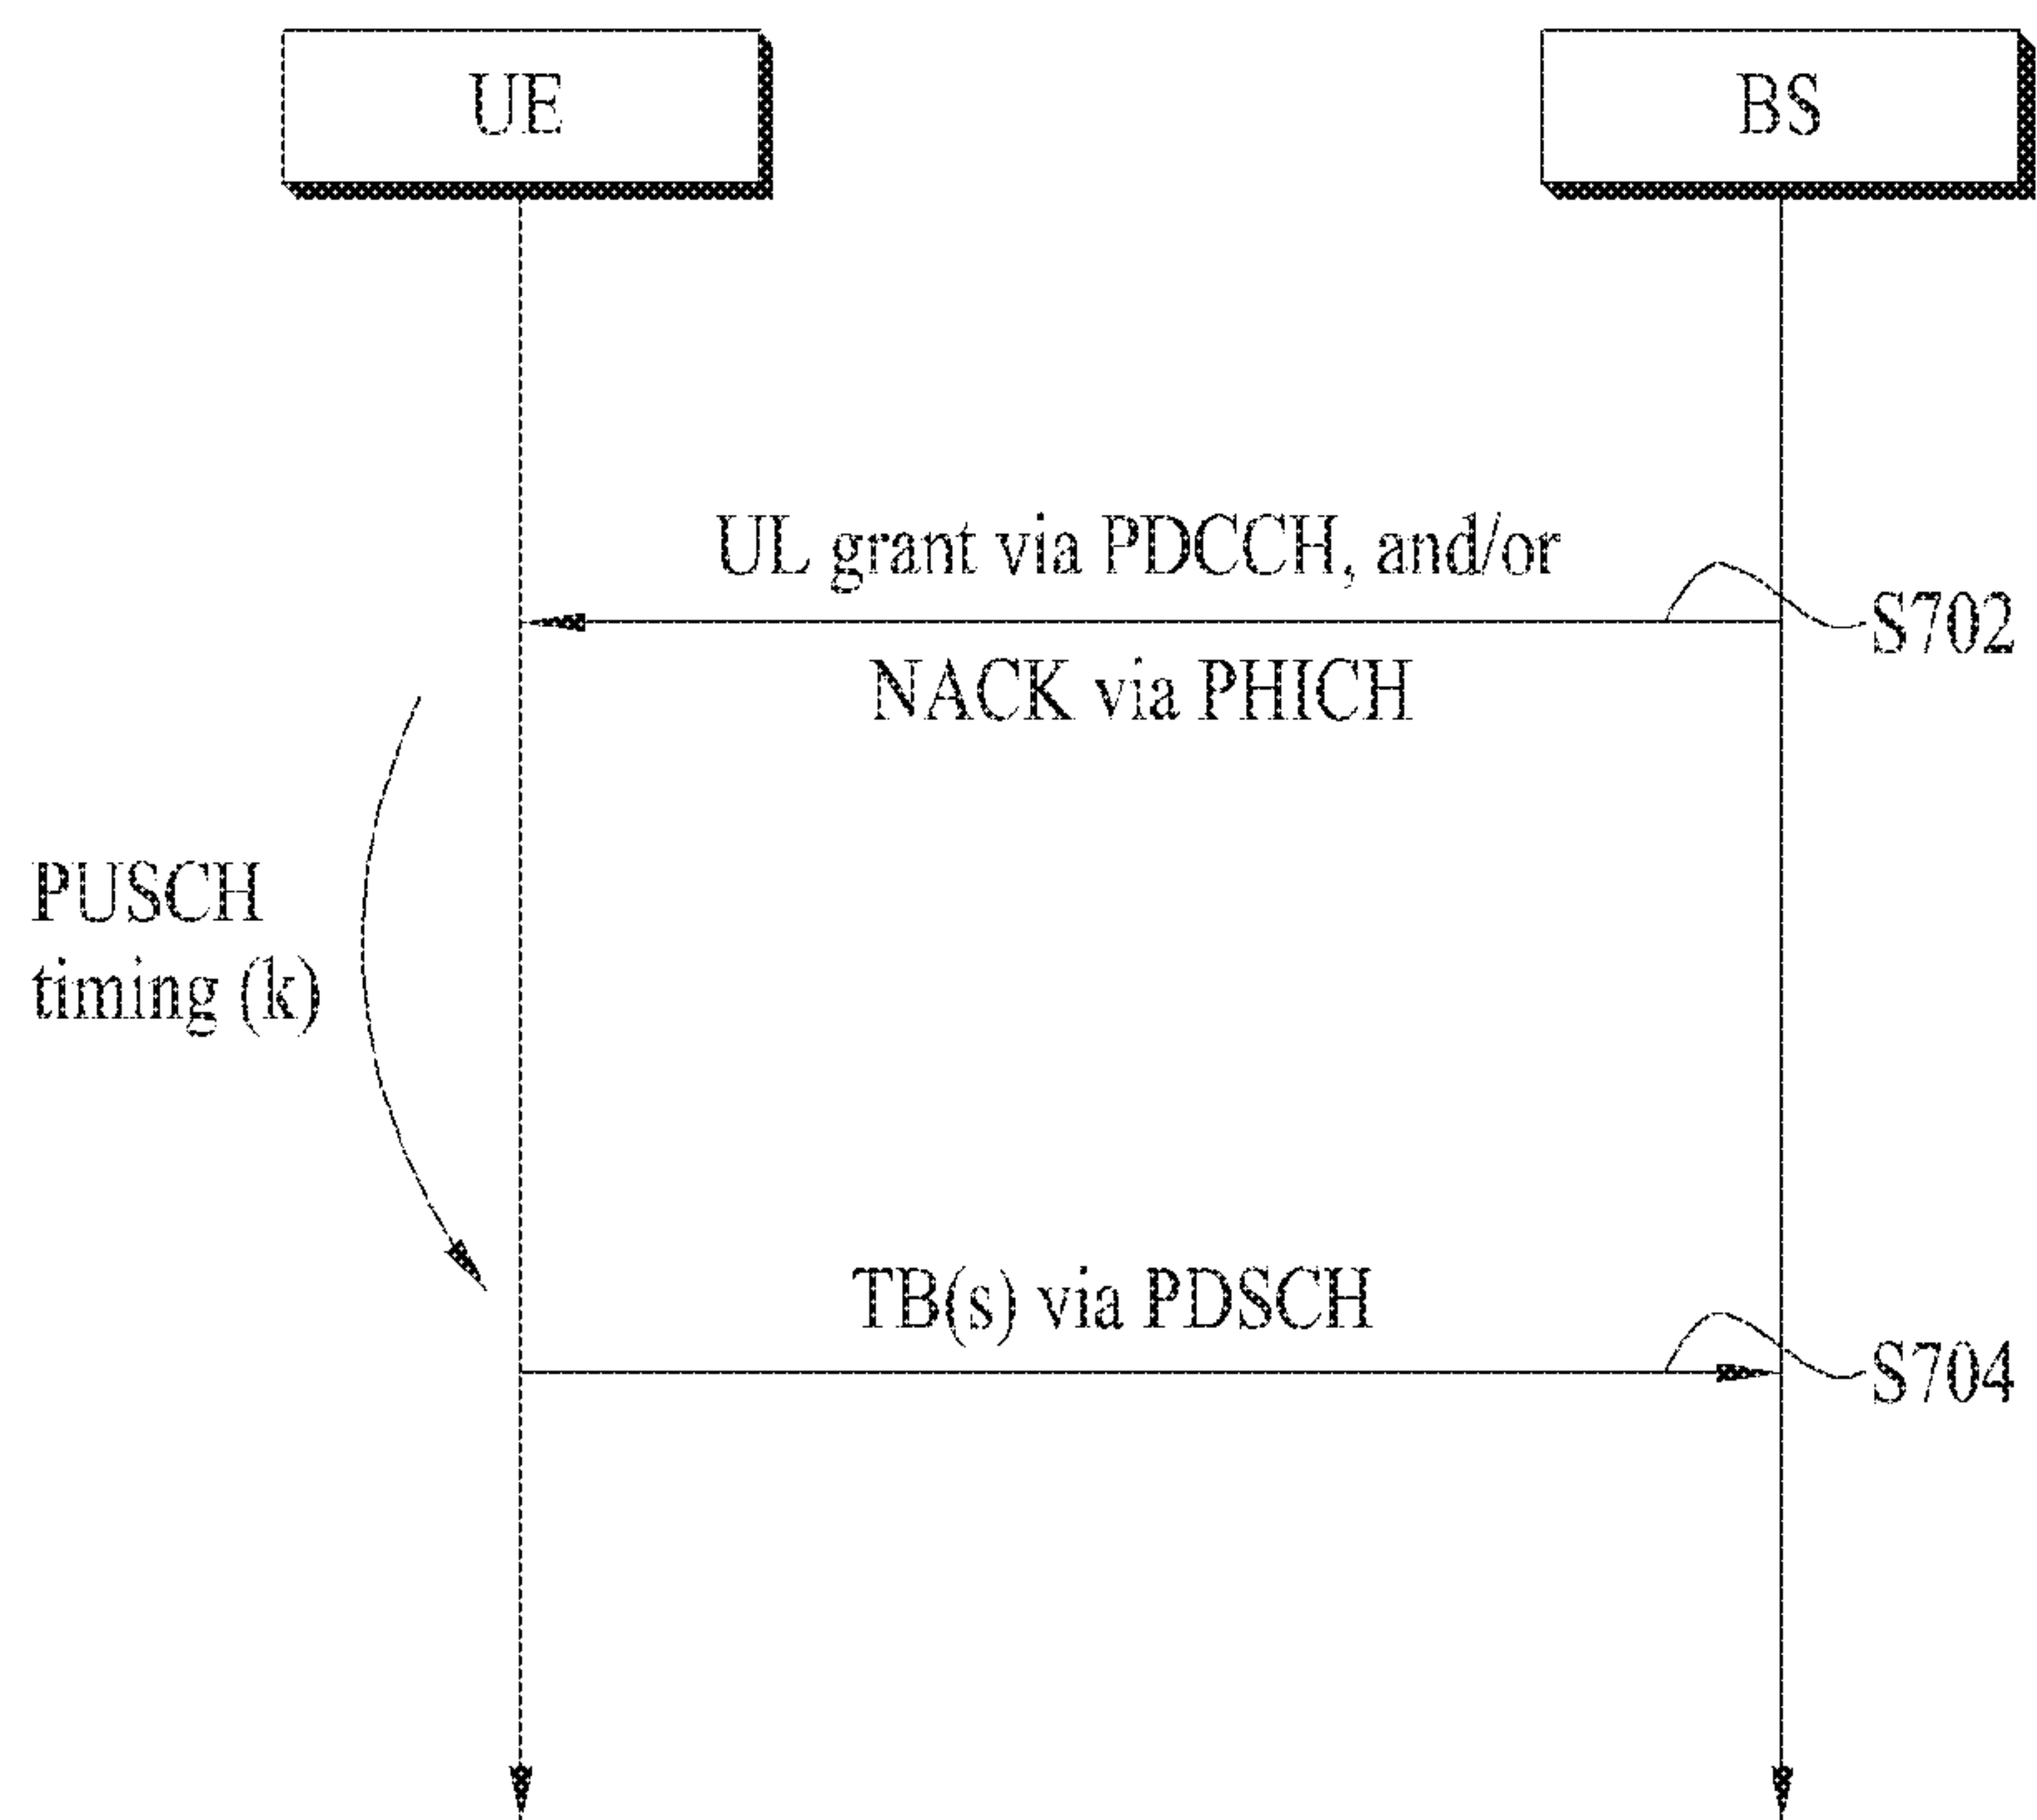 UE
BS
UL grant via PDCCH, and/or
S702
NACK via PHICH
PUSCH
timing (k)
TB(s) via PDSCH
S704